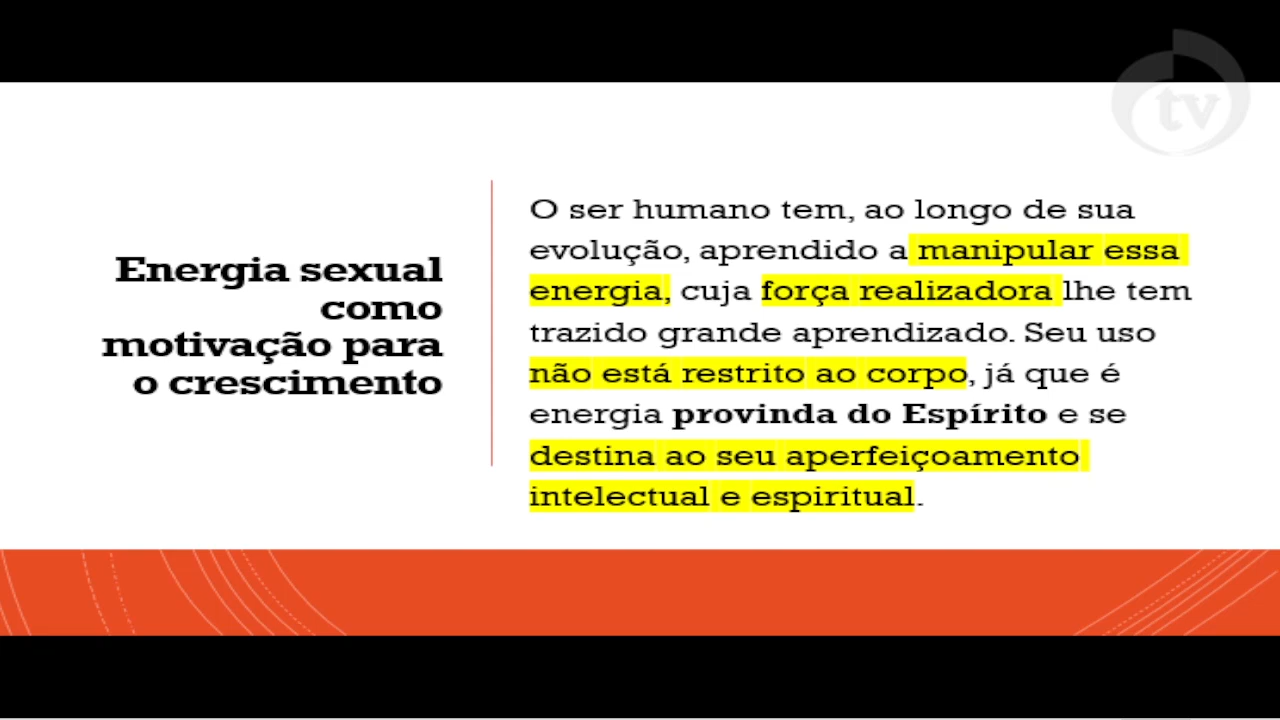 Energia sexual
como
motivação para
o crescimento
O ser humano tem, ao longo de sua
evolução, aprendido a manipular essa
energia, cuja força realizadora lhe tem
trazido grande aprendizado. Seu uso
não está restrito ao corpo, já que é
energia provinda do Espírito e se
destina ao seu aperfeiçoamento
intelectual e espiritual.
tv